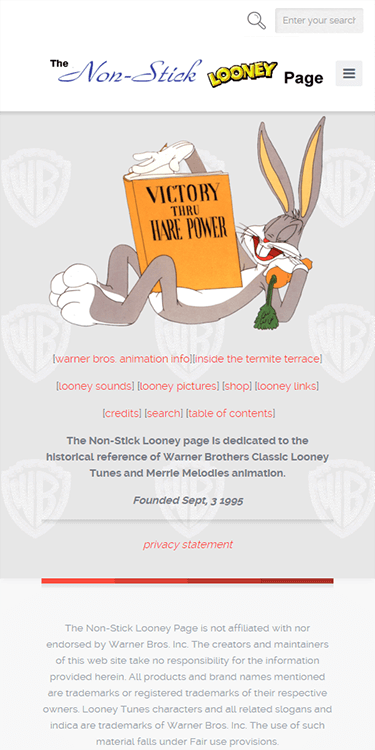 Enter your search
The Non-Stick LOONEY Page
VICTORY
THRU
HARE POWER
[warner bros. animation info][inside the termite terrace]
[looney sounds] [looney pictures] [shop] [looney links]
[credits] [search] [table of contents]
The Non-Stick Looney page is dedicated to the
historical reference of Warner Brothers Classic Looney
Tunes and Merrie Melodies animation.
Founded Sept, 3 1995
privacy statement
The Non-Stick Looney Page is not affiliated with nor
endorsed by Warner Bros. Inc. The creators and maintainers
of this web site take no responsibility for the information
provided herein. All products and brand names mentioned
are trademarks or registered trademarks of their respective
owners. Looney Tunes characters and all related slogans and
indica are trademarks of Warner Bros. Inc. The use of such
material falls under Fair use provisions.